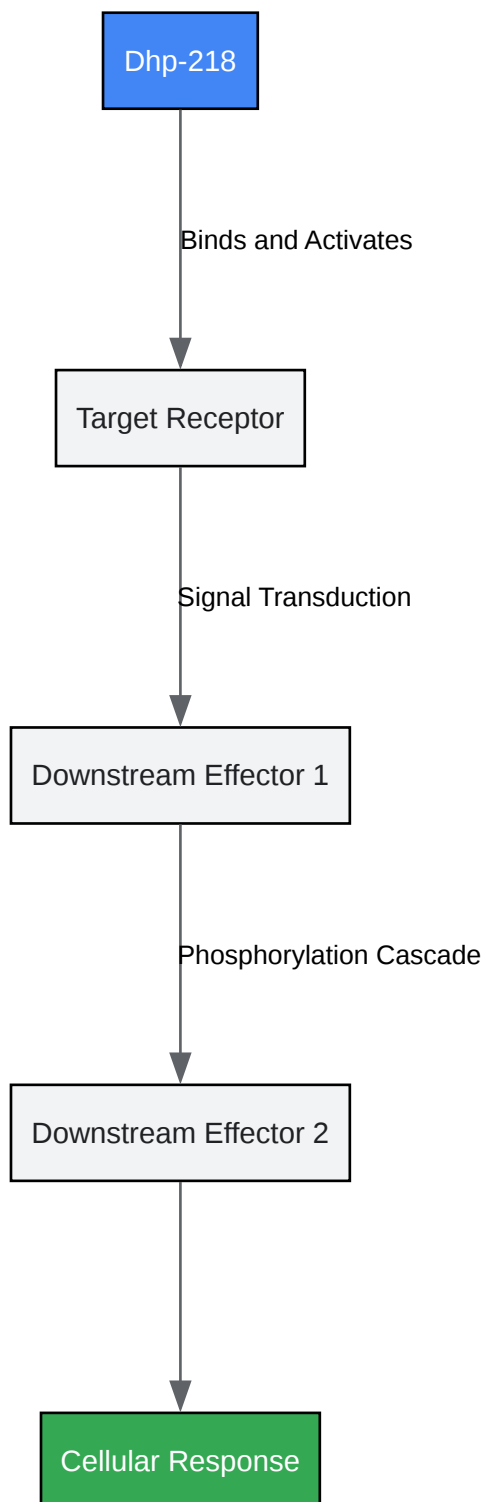 Dhp-218
Binds and Activates
Target Receptor
Signal Transduction
Downstream Effector 1
Phosphorylation Cascade
Downstream Effector 2
Cellular Response